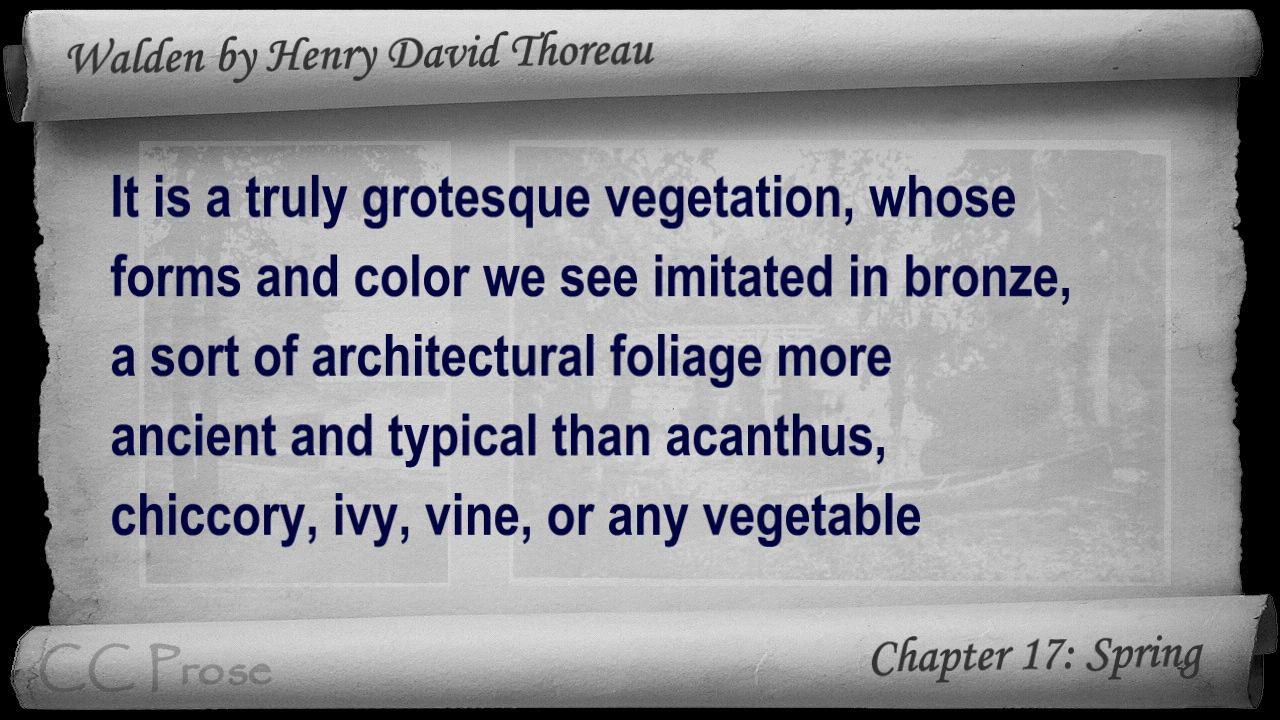 Walden by Henry David Thoreau
It is a truly grotesque vegetation, whose
forms and color we see imitated in bronze,
a sort of architectural foliage more
ancient and typical than acanthus,
chiccory, ivy, vine, or any vegetable
CC Prose
Chapter 17: Spring